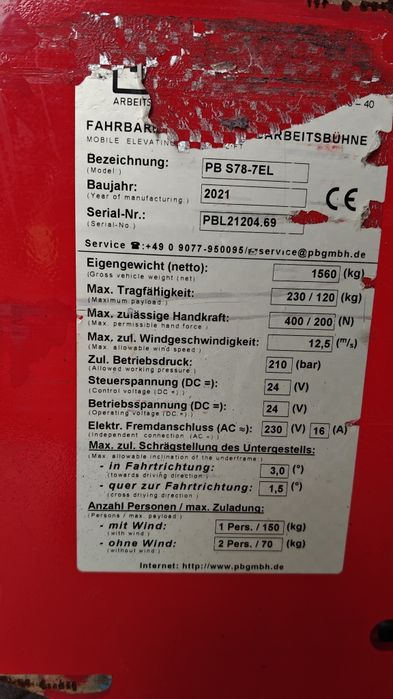 ARBEITS
- 40
FAHRBAR ARBEITSBÜHNE
MOBILE ELEVATIN
Bezeichnung: PB S78-7EL
(Model)
Baujahr: 2021
(Year of manufacturing)
CE
Serial-Nr.: PBL21204.69
(Serial-No.)
Service ☎:+49 0 9077-950095/ service@pbgmbh.de
Eigengewicht (netto): 1560 (kg)
(Gross vehicle weight (net)
Max. Tragfähigkeit: 230 / 120 (kg)
(Maximum payload)
Max. zulässige Handkraft: 400 / 200 (N)
(Max. permissible hand force)
Max. zul. Windgeschwindigkeit: 12,5 (m/s)
(Max. allowable wind speed)
Zul. Betriebsdruck: 210 (bar)
(Allowed working pressure)
Steuerspannung (DC =): 24 (V)
(Control voltage (DC =)
Betriebsspannung (DC =): 24 (V)
(Operating voltage (DC =)
Elektr. Fremdanschluss (AC ≈): 230 (V) 16 (A)
(Independent connection (AC ≈)
Max. zul. Schrägstellung des Untergestells:
(Max. allowable inclination of the underframe)
- in Fahrtrichtung: 3,0 (°)
(towards driving direction)
- quer zur Fahrtrichtung: 1,5 (°)
(cross driving direction)
Anzahl Personen / max. Zuladung:
(Persons / max. payload)
- mit Wind: 1 Pers. / 150 (kg)
(with wind)
- ohne Wind: 2 Pers. / 70 (kg)
(without wind)
Internet: http://www.pbgmbh.de